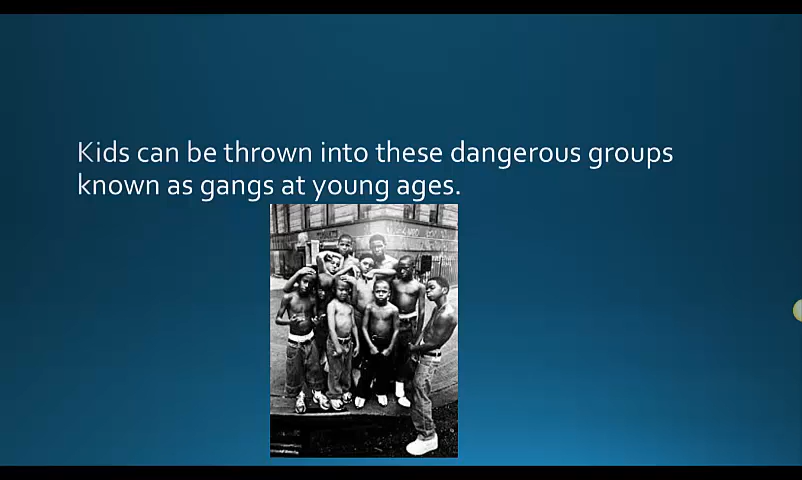 Kids can be thrown into these dangerous groups
known as gangs at young ages.